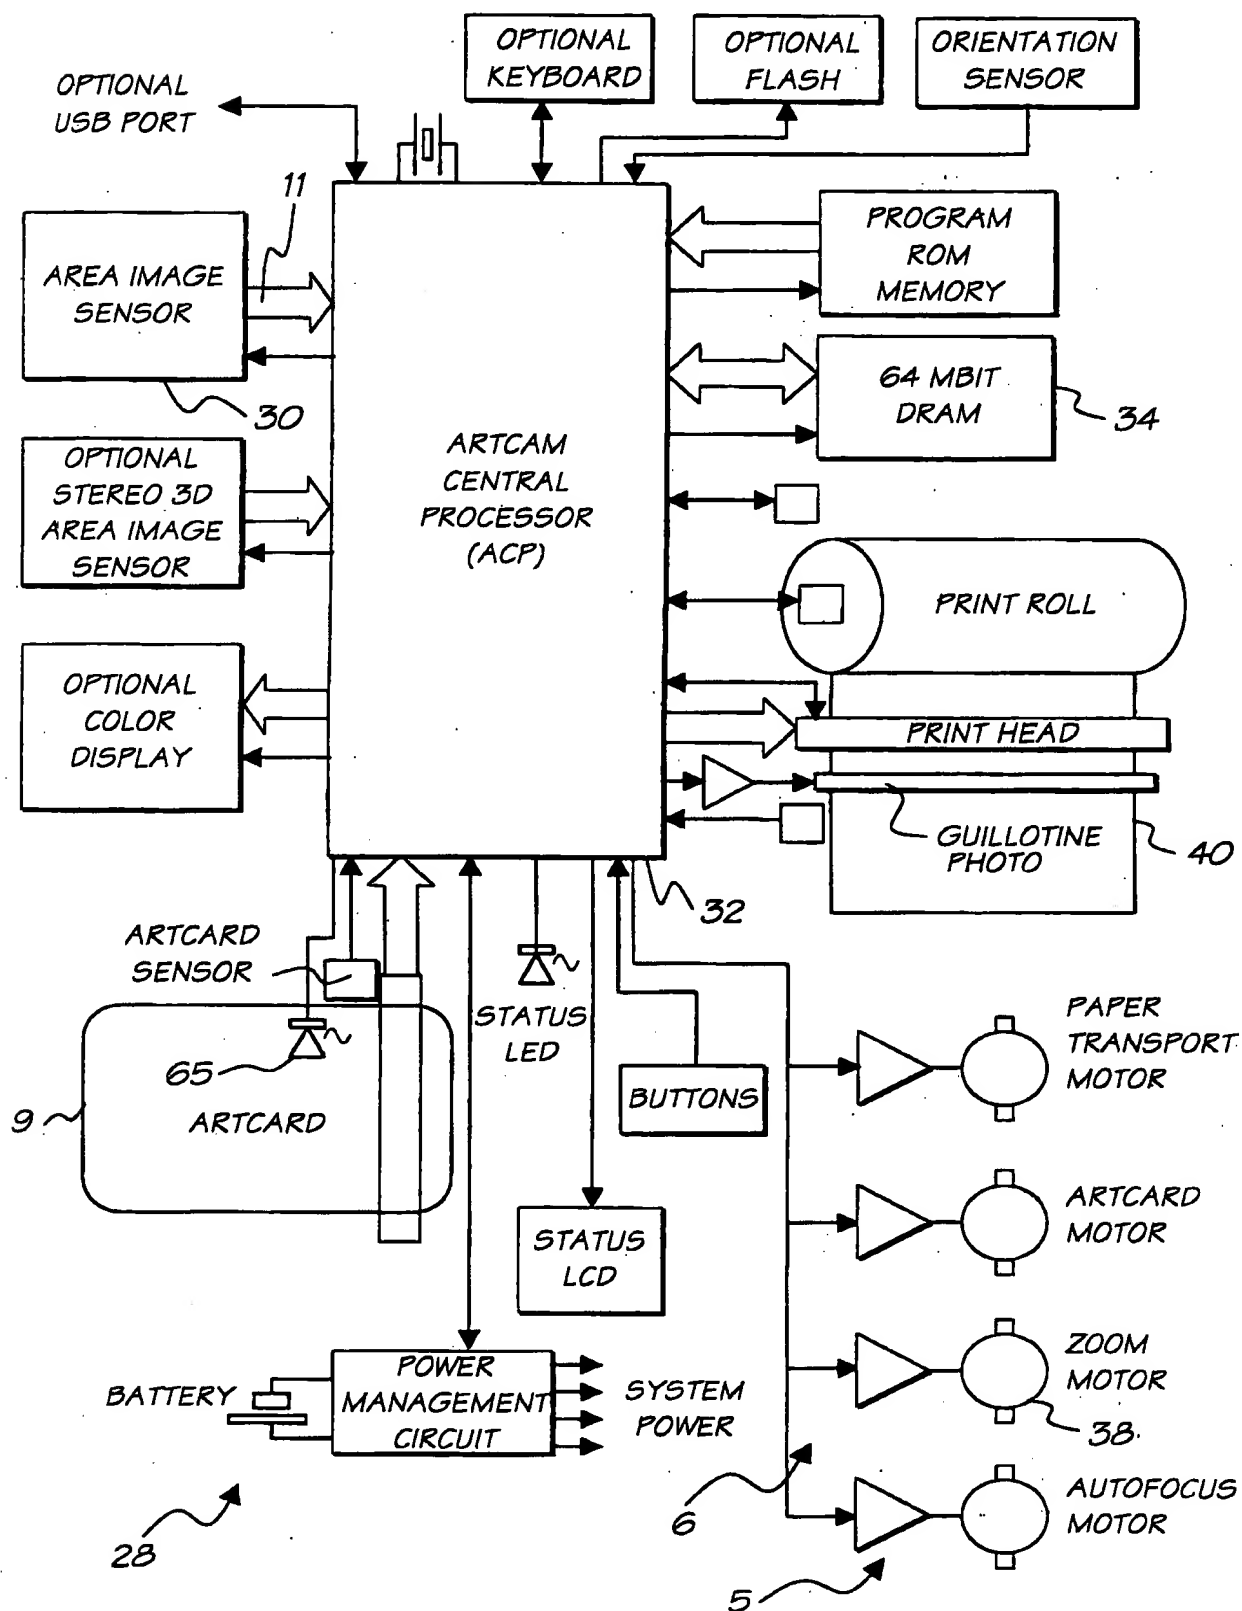 OPTIONAL
KEYBOARD
OPTIONAL
FLASH
ORIENTATION
SENSOR
OPTIONAL
USB PORT
11
AREA IMAGE
SENSOR
30
PROGRAM
ROM
MEMORY
64 MBIT
DRAM
34
OPTIONAL
STEREO 3D
AREA IMAGE
SENSOR
ARTCAM
CENTRAL
PROCESSOR
(ACP)
PRINT ROLL
OPTIONAL
COLOR
DISPLAY
PRINT HEAD
GUILLOTINE
PHOTO
40
32
ARTCARD
SENSOR
STATUS
LED
65
9
ARTCARD
BUTTONS
PAPER
TRANSPORT
MOTOR
STATUS
LCD
ARTCARD
MOTOR
BATTERY
POWER
MANAGEMENT
CIRCUIT
SYSTEM
POWER
ZOOM
MOTOR
38
28
6
AUTOFOCUS
MOTOR
5